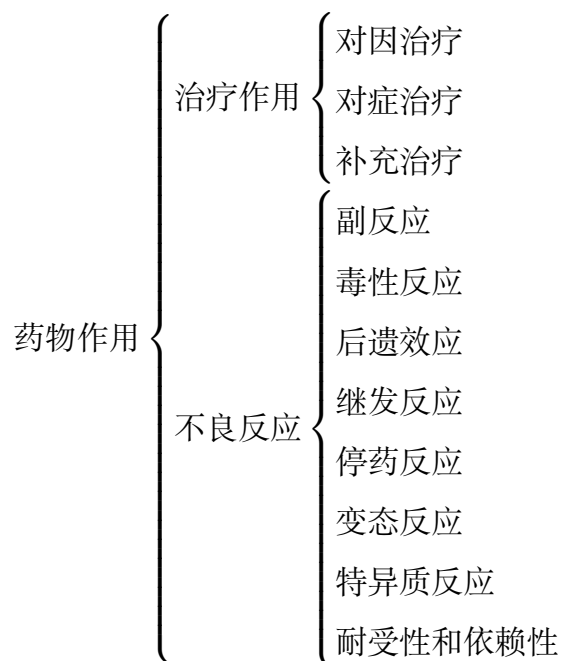 药物作用
治疗作用
对因治疗
对症治疗
补充治疗
不良反应
副反应
毒性反应
后遗效应
继发反应
停药反应
变态反应
特异质反应
耐受性和依赖性